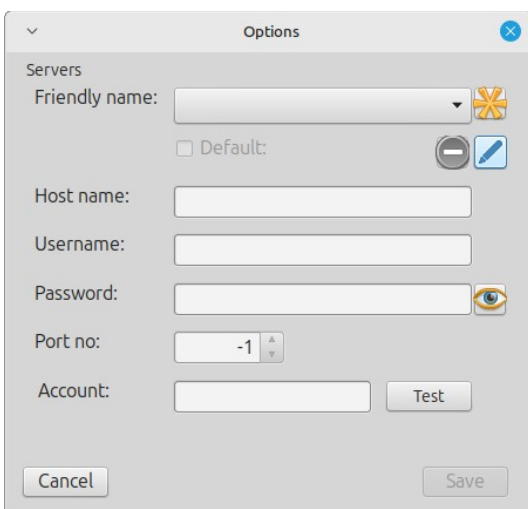 Options
Servers
Friendly name:
Default:
Host name:
Username:
Password:
Port no:
-1
Account:
Test
Cancel
Save